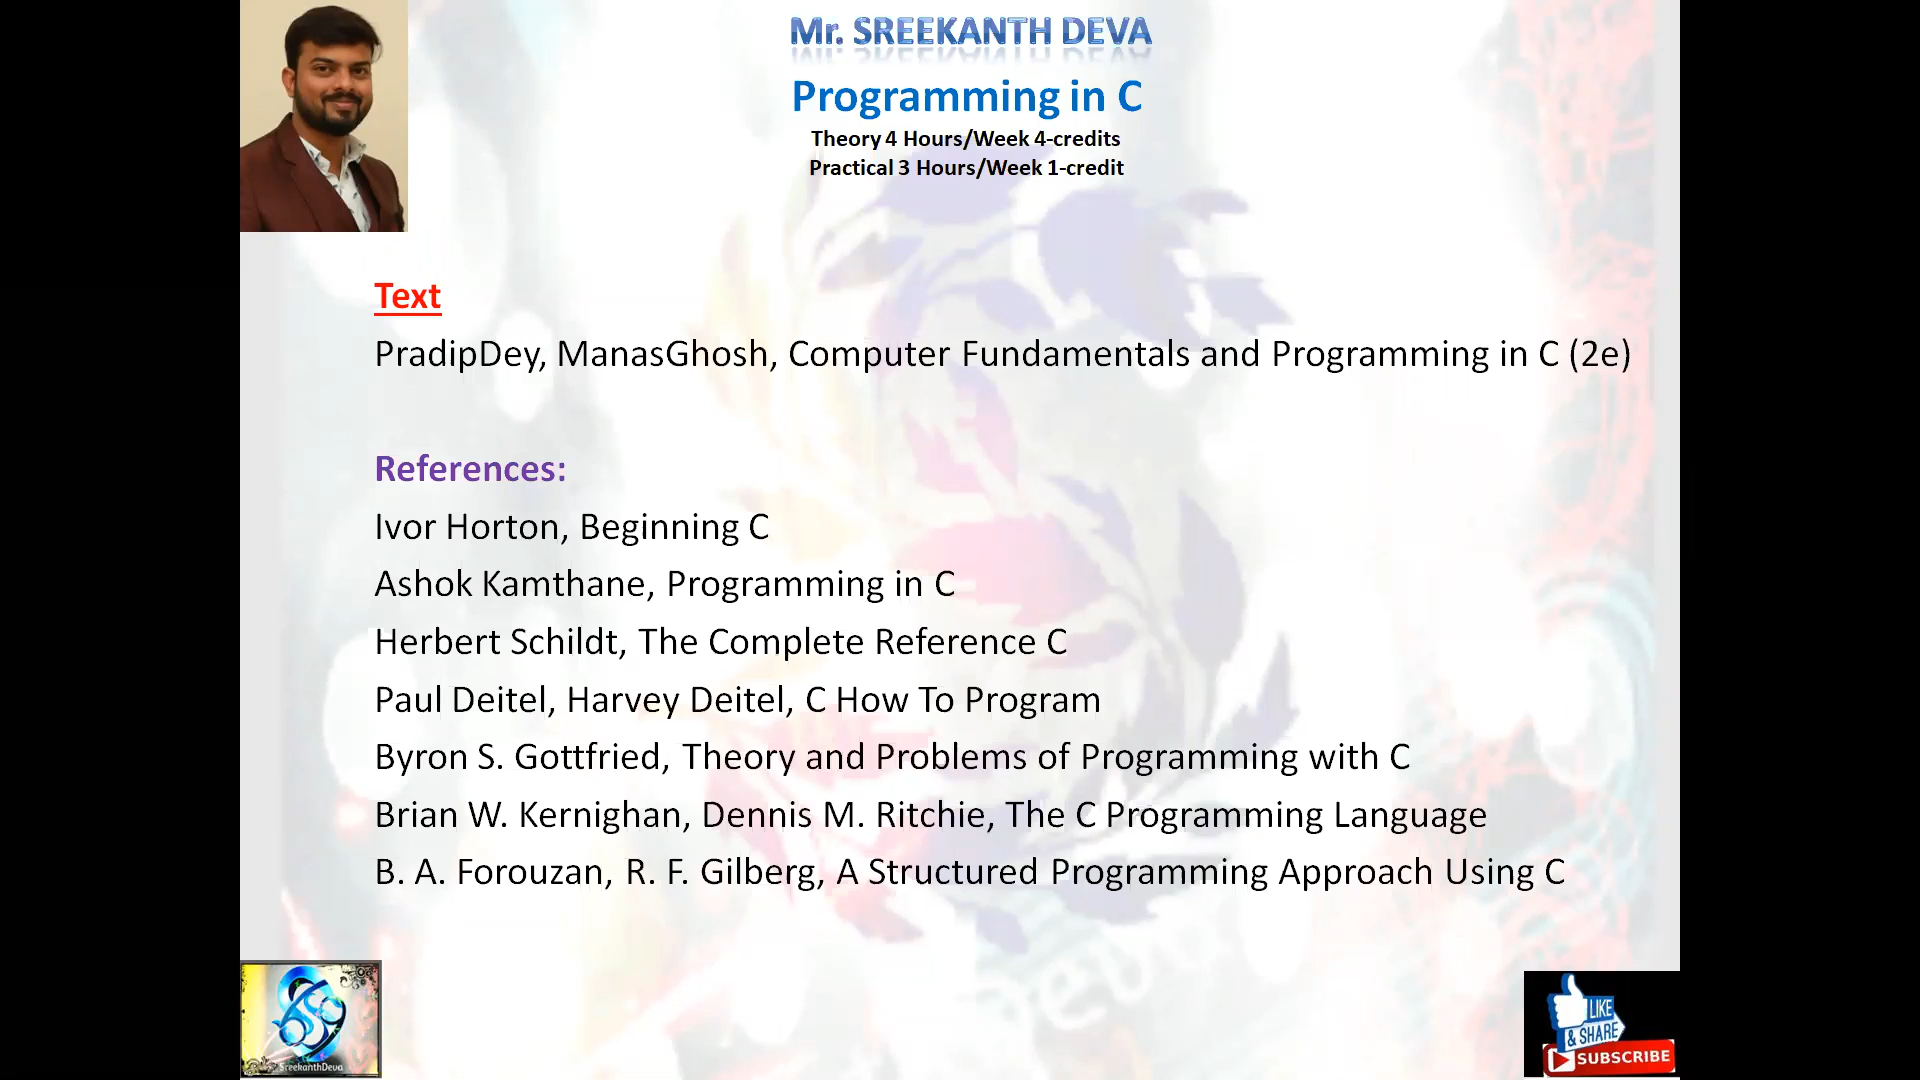 Mr. SREEKANTH DEVA
Programming in C
Theory 4 Hours/Week 4-credits
Practical 3 Hours/Week 1-credit
Text
PradipDey, ManasGhosh, Computer Fundamentals and Programming in C (2e)
References:
Ivor Horton, Beginning C
Ashok Kamthane, Programming in C
Herbert Schildt, The Complete Reference C
Paul Deitel, Harvey Deitel, C How To Program
Byron S. Gottfried, Theory and Problems of Programming with C
Brian W. Kernighan, Dennis M. Ritchie, The C Programming Language
B. A. Forouzan, R. F. Gilberg, A Structured Programming Approach Using C
SreekanthDeva
LIKE
& SHARE
SUBSCRIBE